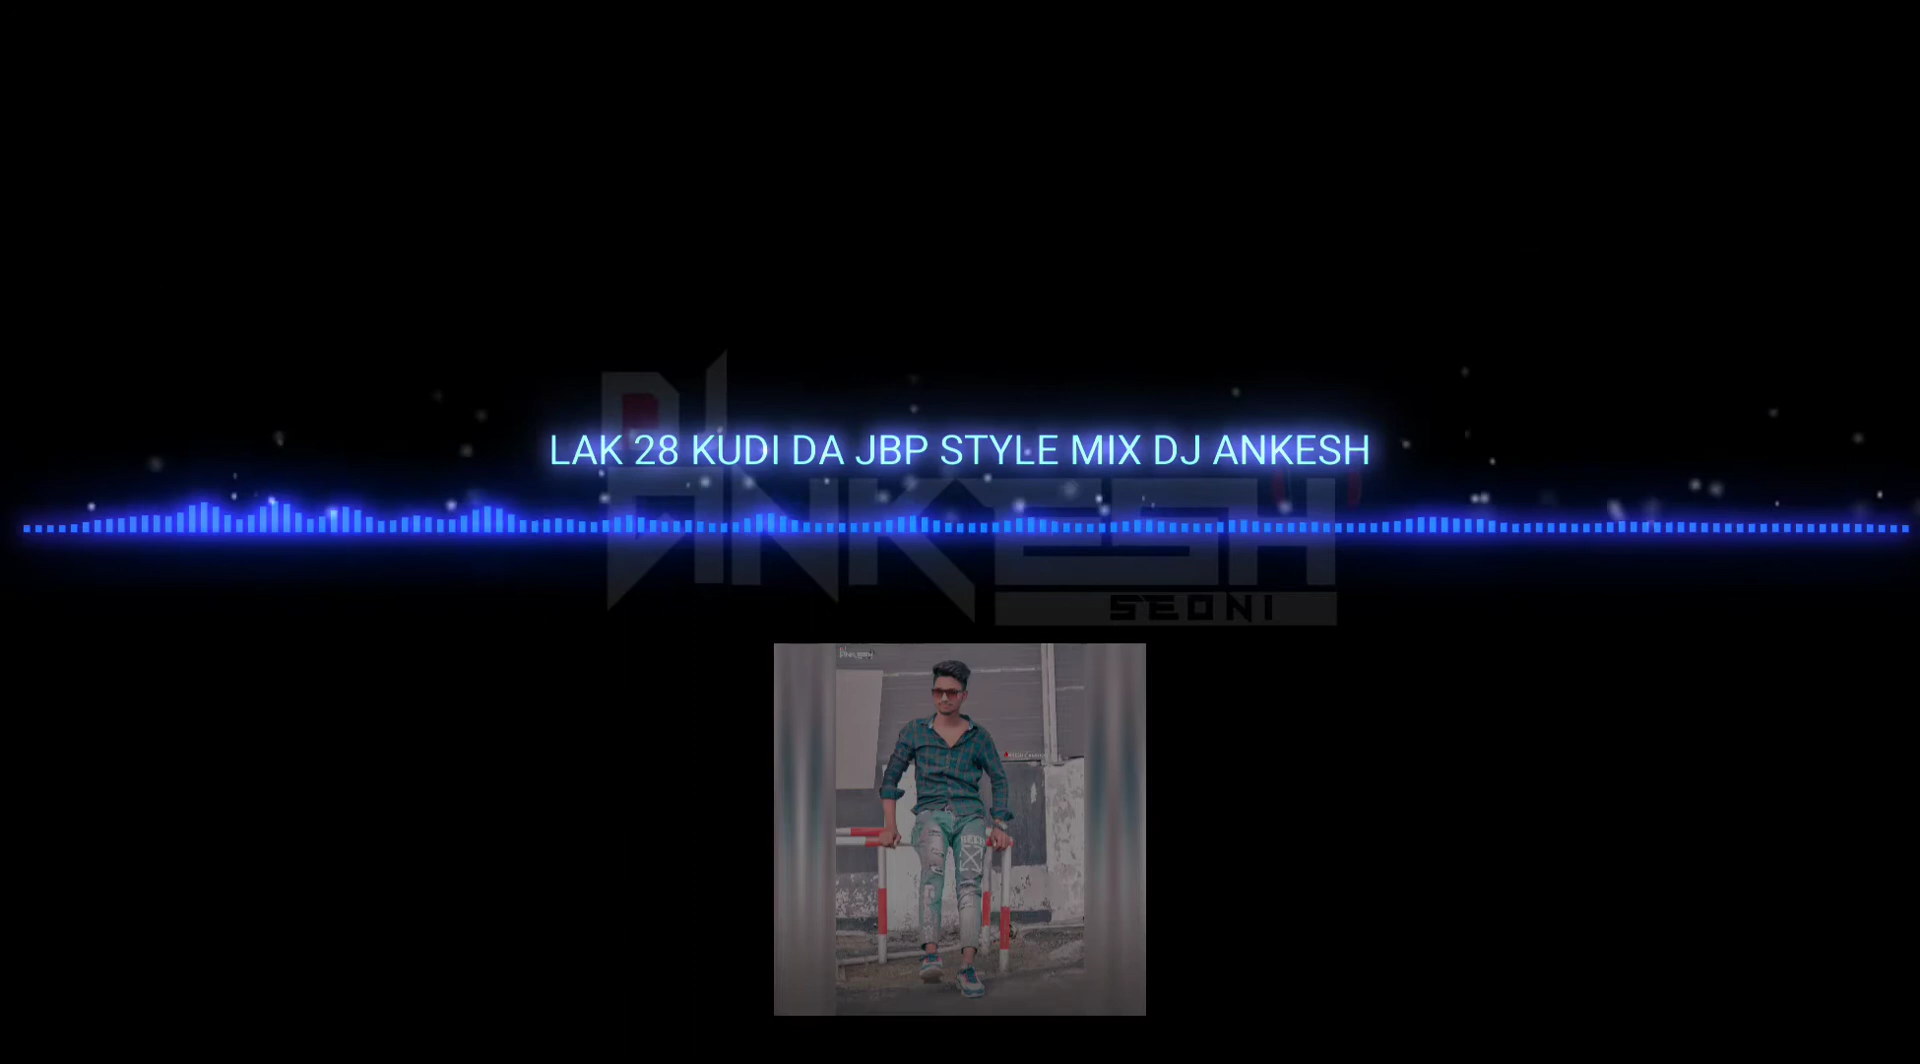 DJ
LAK 28 KUDI DA JBP STYLE MIX DJ ANKESH
ANKESH
SEONI